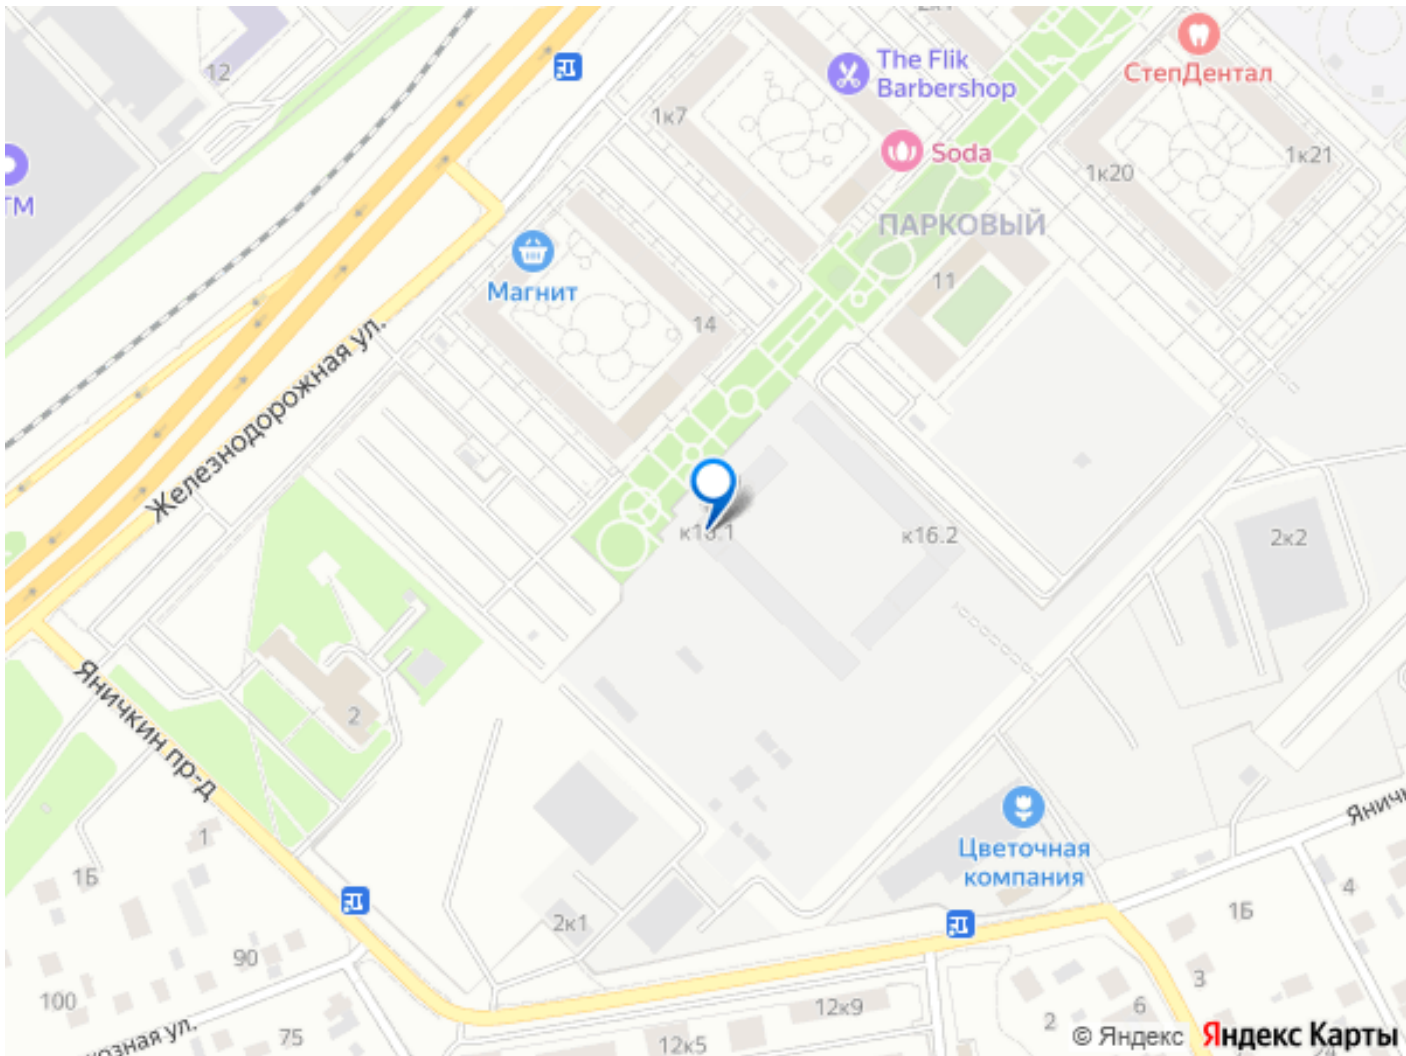 12
The Flik
Barbershop
СтепДентал
1к7
Soda
1к20
1к21
ТМ
ПАРКОВЫЙ
Магнит
11
14
Железнодорожная ул.
к16.2
2к2
2
Яничкин пр-д
1
Цветочная
компания
1Б
4
2к1
1Б
90
3
100
12к9
6
2
75
12к5
© Яндекс Яндекс Карты